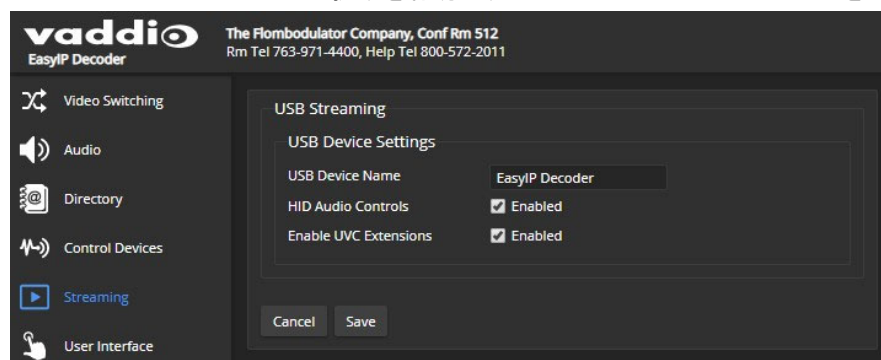 vaddio
EasyIP Decoder
The Flombodulator Company, Conf Rm 512
Rm Tel 763-971-4400, Help Tel 800-572-2011
Video Switching
Audio
Directory
Control Devices
Streaming
User Interface
USB Streaming
USB Device Settings
USB Device Name EasyIP Decoder
HID Audio Controls Enabled
Enable UVC Extensions Enabled
Cancel Save